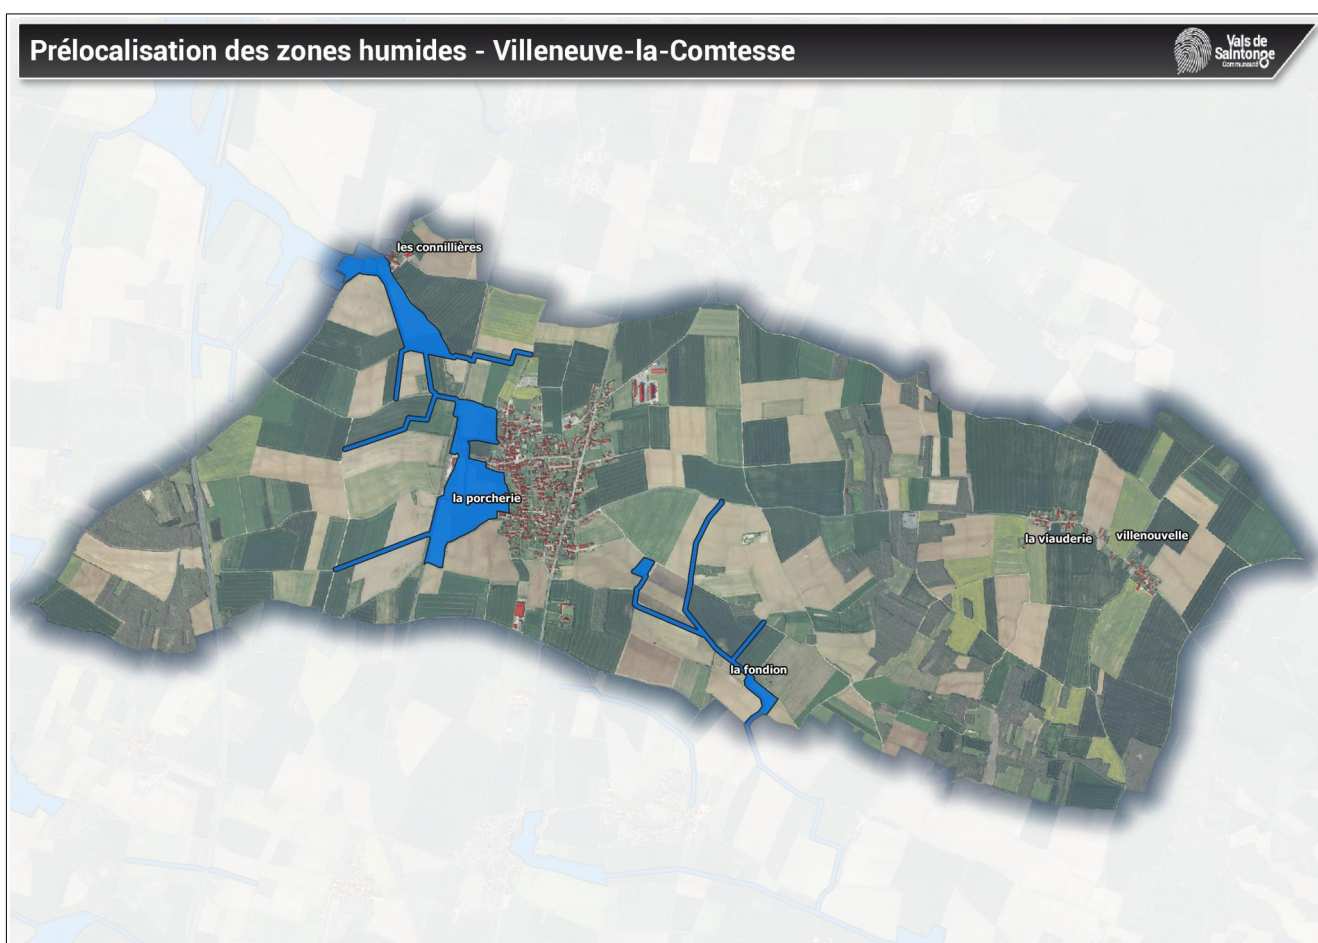 Prélocalisation des zones humides - Villeneuve-la-Comtesse
Vals de
Saintonge
Communauté
les connillières
la porcherie
la viauderie
villenouvelle
la fondion